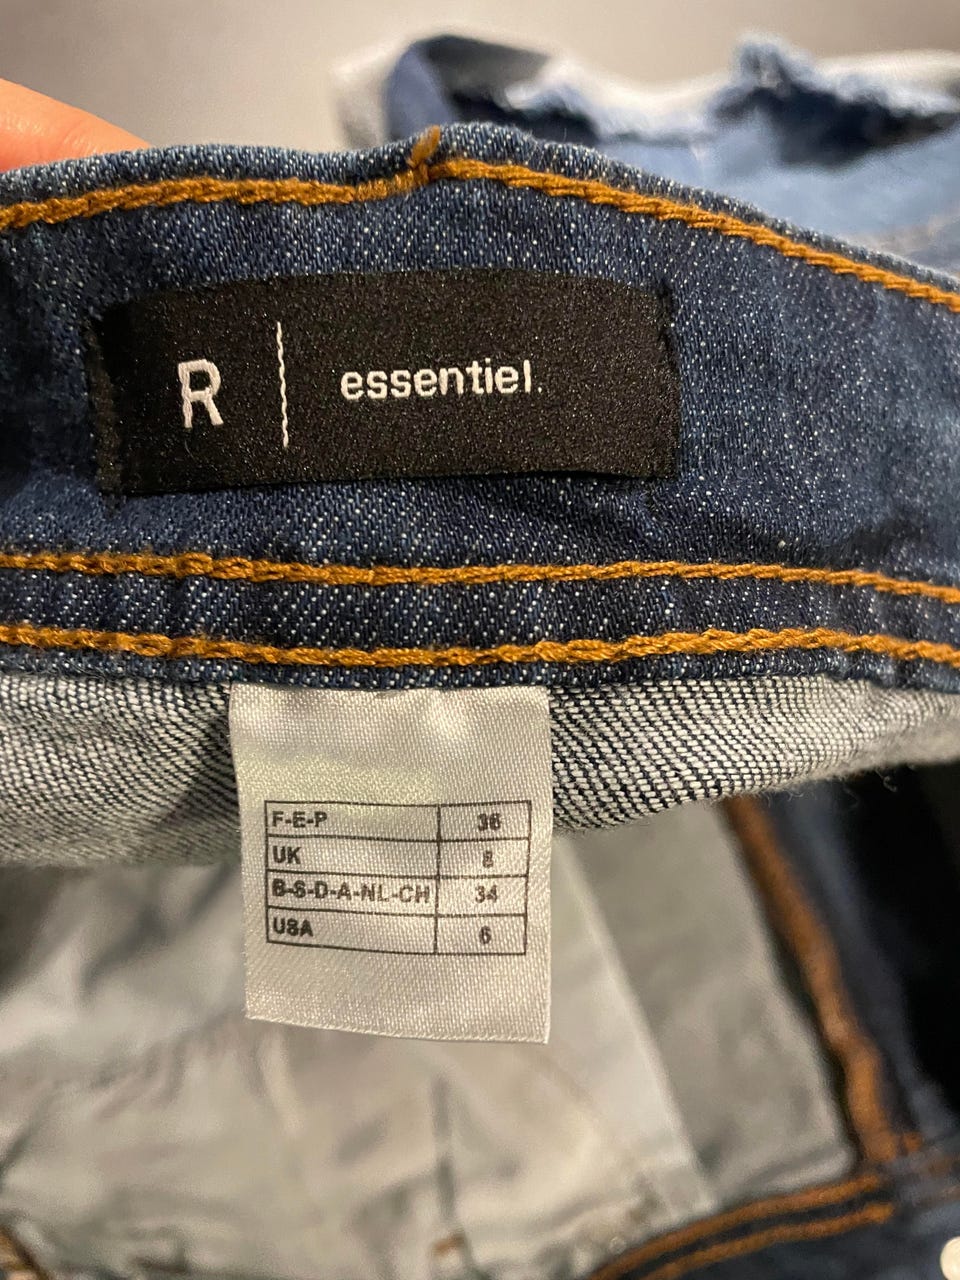 R | essentiel.
F-E-P 36
UK 8
B-S-D-A-NL-CH 34
USA 6